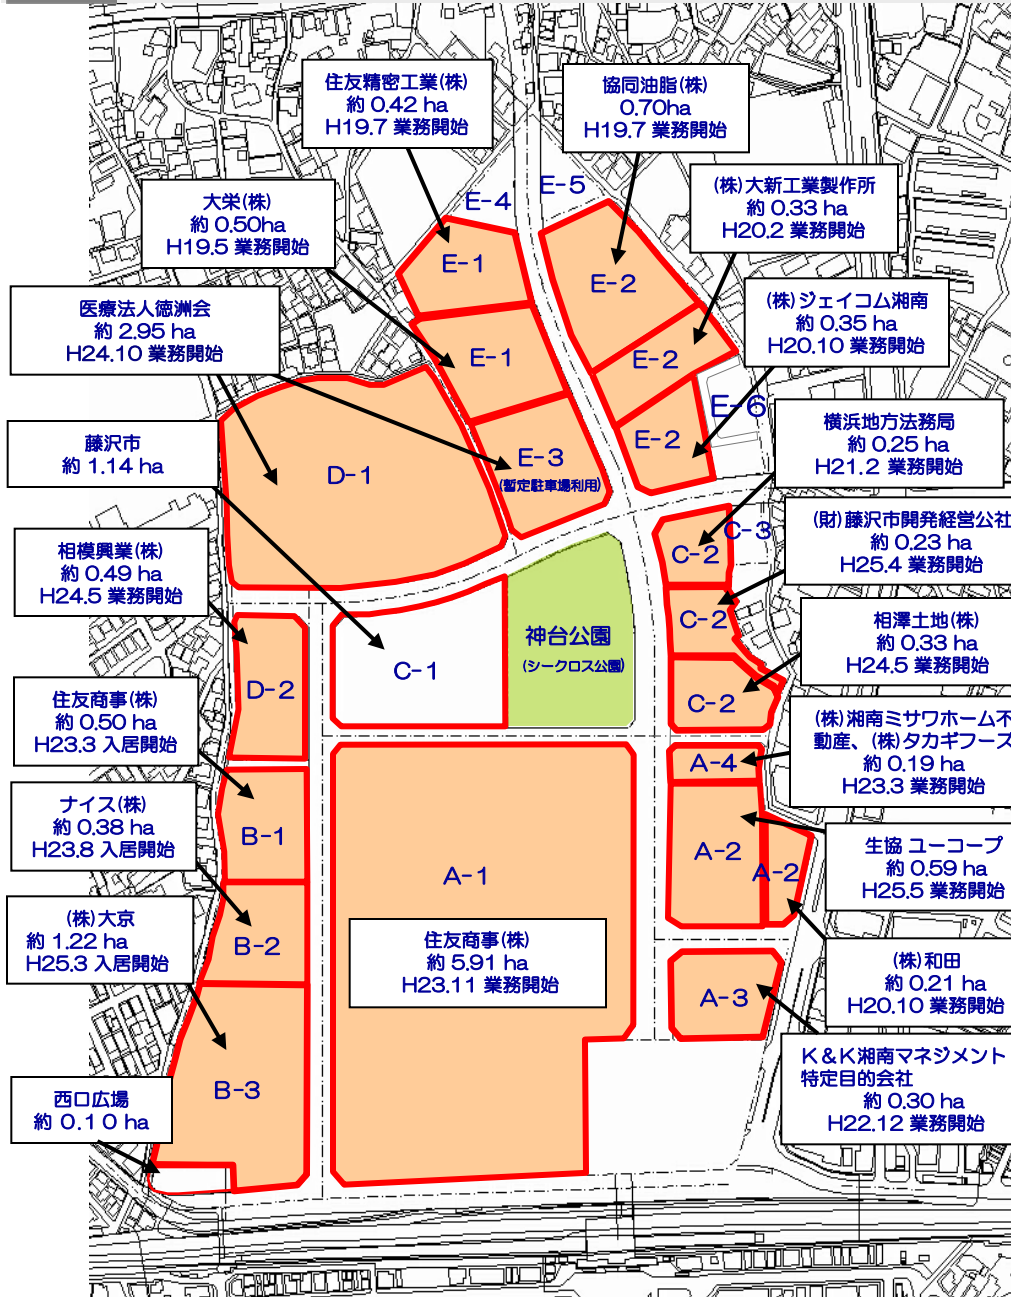 住友精密工業(株)
約 0.42 ha
H19.7 業務開始
協同油脂(株)
0.70ha
H19.7 業務開始
(株)大新工業製作所
約 0.33 ha
H20.2 業務開始
大栄(株)
約 0.50ha
H19.5 業務開始
E-4
E-5
E-1
E-2
医療法人徳洲会
約 2.95 ha
H24.10 業務開始
(株)ジェイコム湘南
約 0.35 ha
H20.10 業務開始
E-1
E-2
E-6
藤沢市
約 1.14 ha
D-1
E-3
(暫定駐車場利用)
E-2
横浜地方法務局
約 0.25 ha
H21.2 業務開始
C-3
C-2
(財)藤沢市開発経営公社
約 0.23 ha
H25.4 業務開始
相模興業(株)
約 0.49 ha
H24.5 業務開始
C-2
相澤土地(株)
約 0.33 ha
H24.5 業務開始
神台公園
(シークロス公園)
C-1
D-2
C-2
住友商事(株)
約 0.50 ha
H23.3 入居開始
(株)湘南ミサワホーム不
動産、(株)タカギフーズ
約 0.19 ha
H23.3 業務開始
A-4
ナイス(株)
約 0.38 ha
H23.8 入居開始
B-1
A-1
A-2
A-2
生協 ユーコープ
約 0.59 ha
H25.5 業務開始
(株)大京
約 1.22 ha
H25.3 入居開始
B-2
住友商事(株)
約 5.91 ha
H23.11 業務開始
(株)和田
約 0.21 ha
H20.10 業務開始
A-3
K&K湘南マネジメント
特定目的会社
約 0.30 ha
H22.12 業務開始
B-3
西口広場
約 0.10 ha